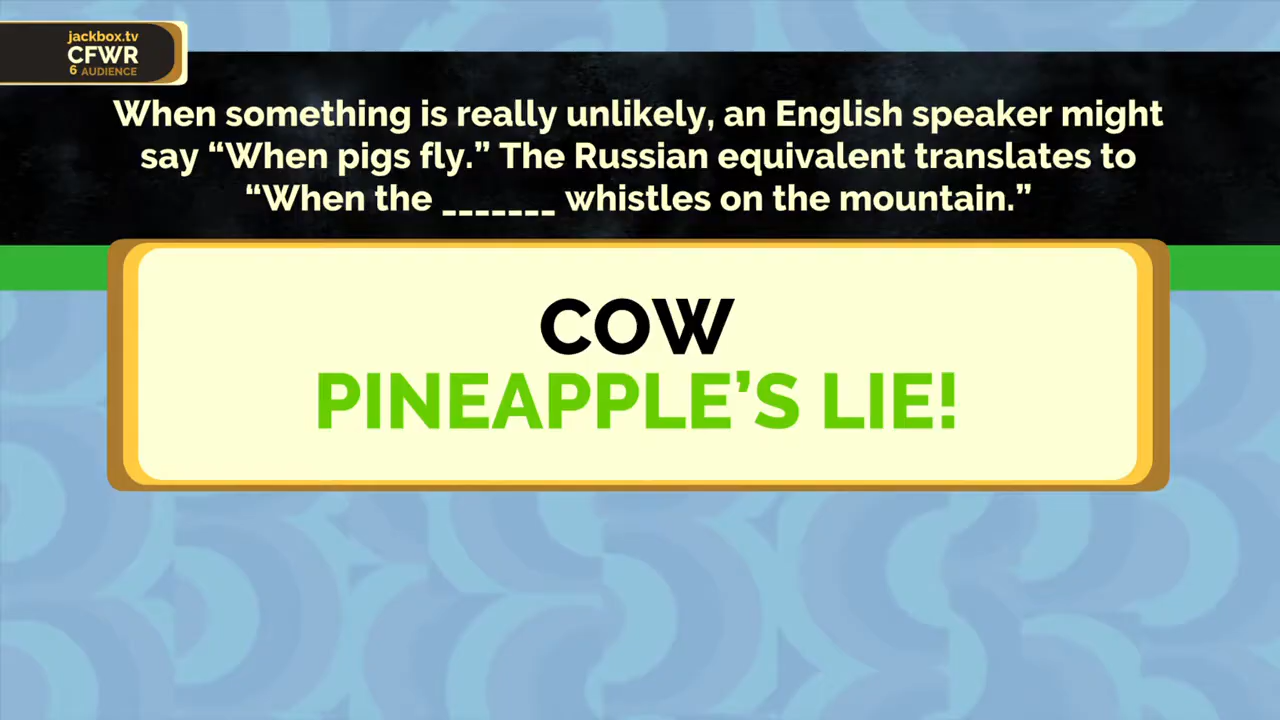 jackbox.tv
CFWR
6 AUDIENCE
When something is really unlikely, an English speaker might
say “When pigs fly.” The Russian equivalent translates to
“When the _______ whistles on the mountain.”
COW
PINEAPPLE’S LIE!